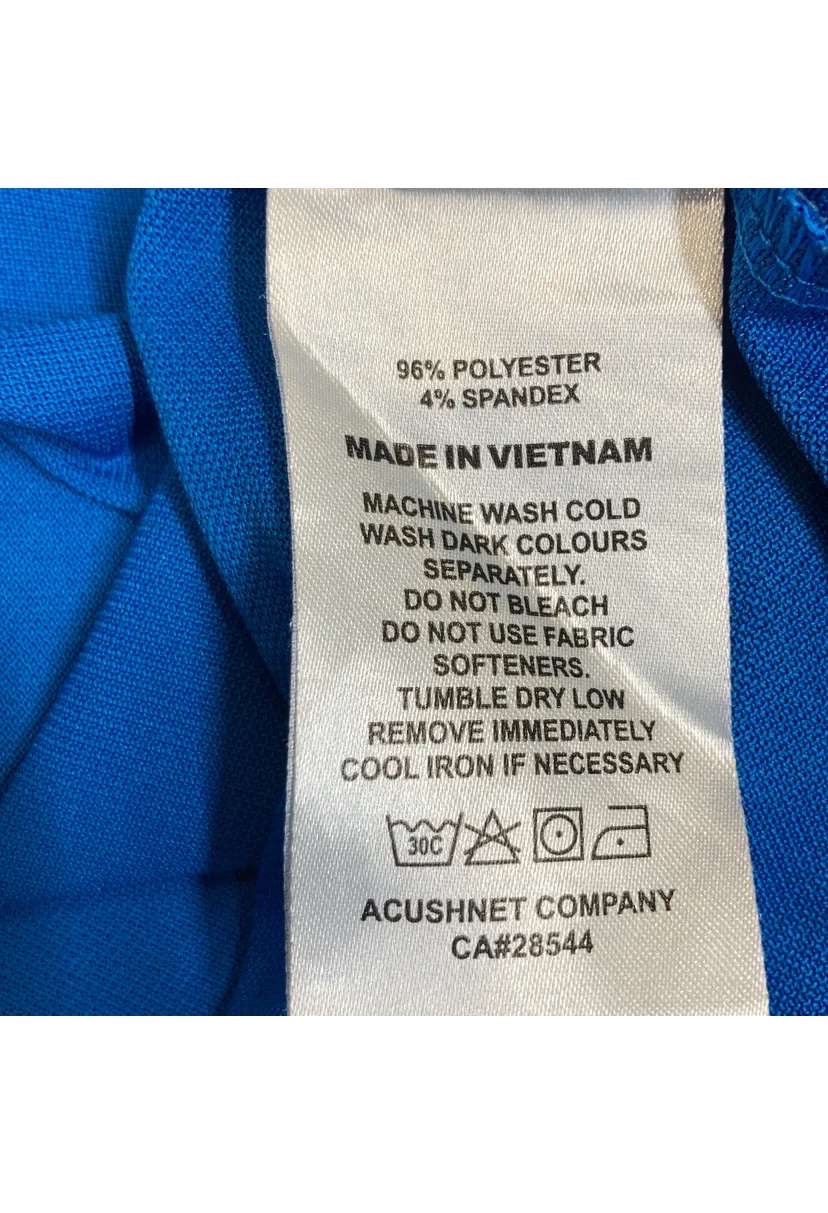 96% POLYESTER
4% SPANDEX
MADE IN VIETNAM
MACHINE WASH COLD
WASH DARK COLOURS
SEPARATELY.
DO NOT BLEACH
DO NOT USE FABRIC
SOFTENERS.
TUMBLE DRY LOW
REMOVE IMMEDIATELY
COOL IRON IF NECESSARY
30C
ACUSHNET COMPANY
CA#28544